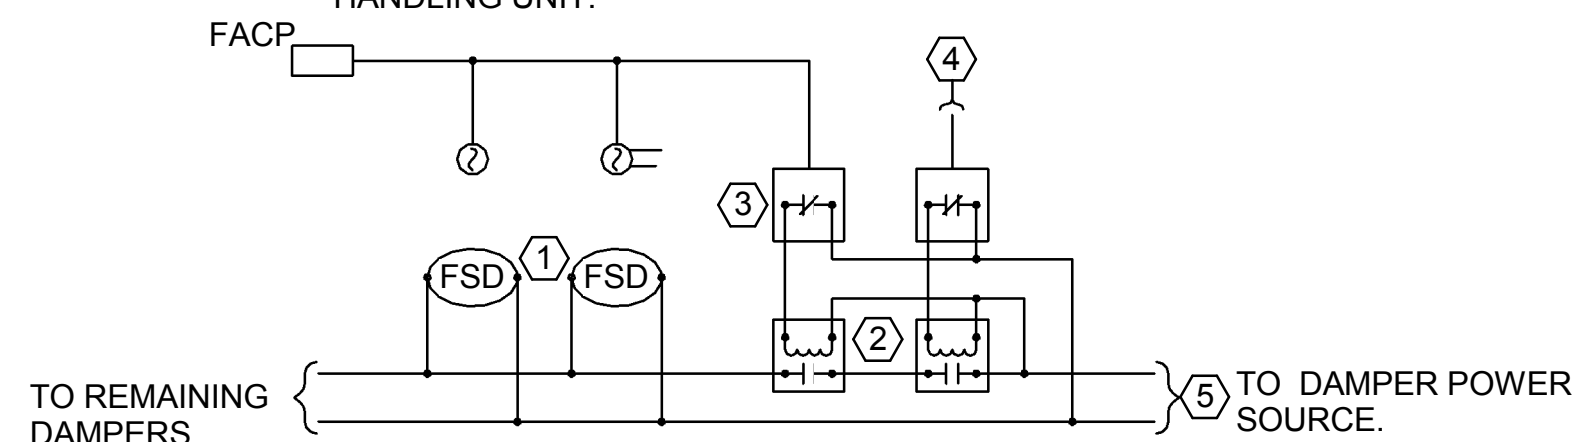 HANDLING UNIT.
FACP
4
3
1
FSD
FSD
2
5
TO DAMPER POWER
SOURCE.
TO REMAINING
DAMPERS